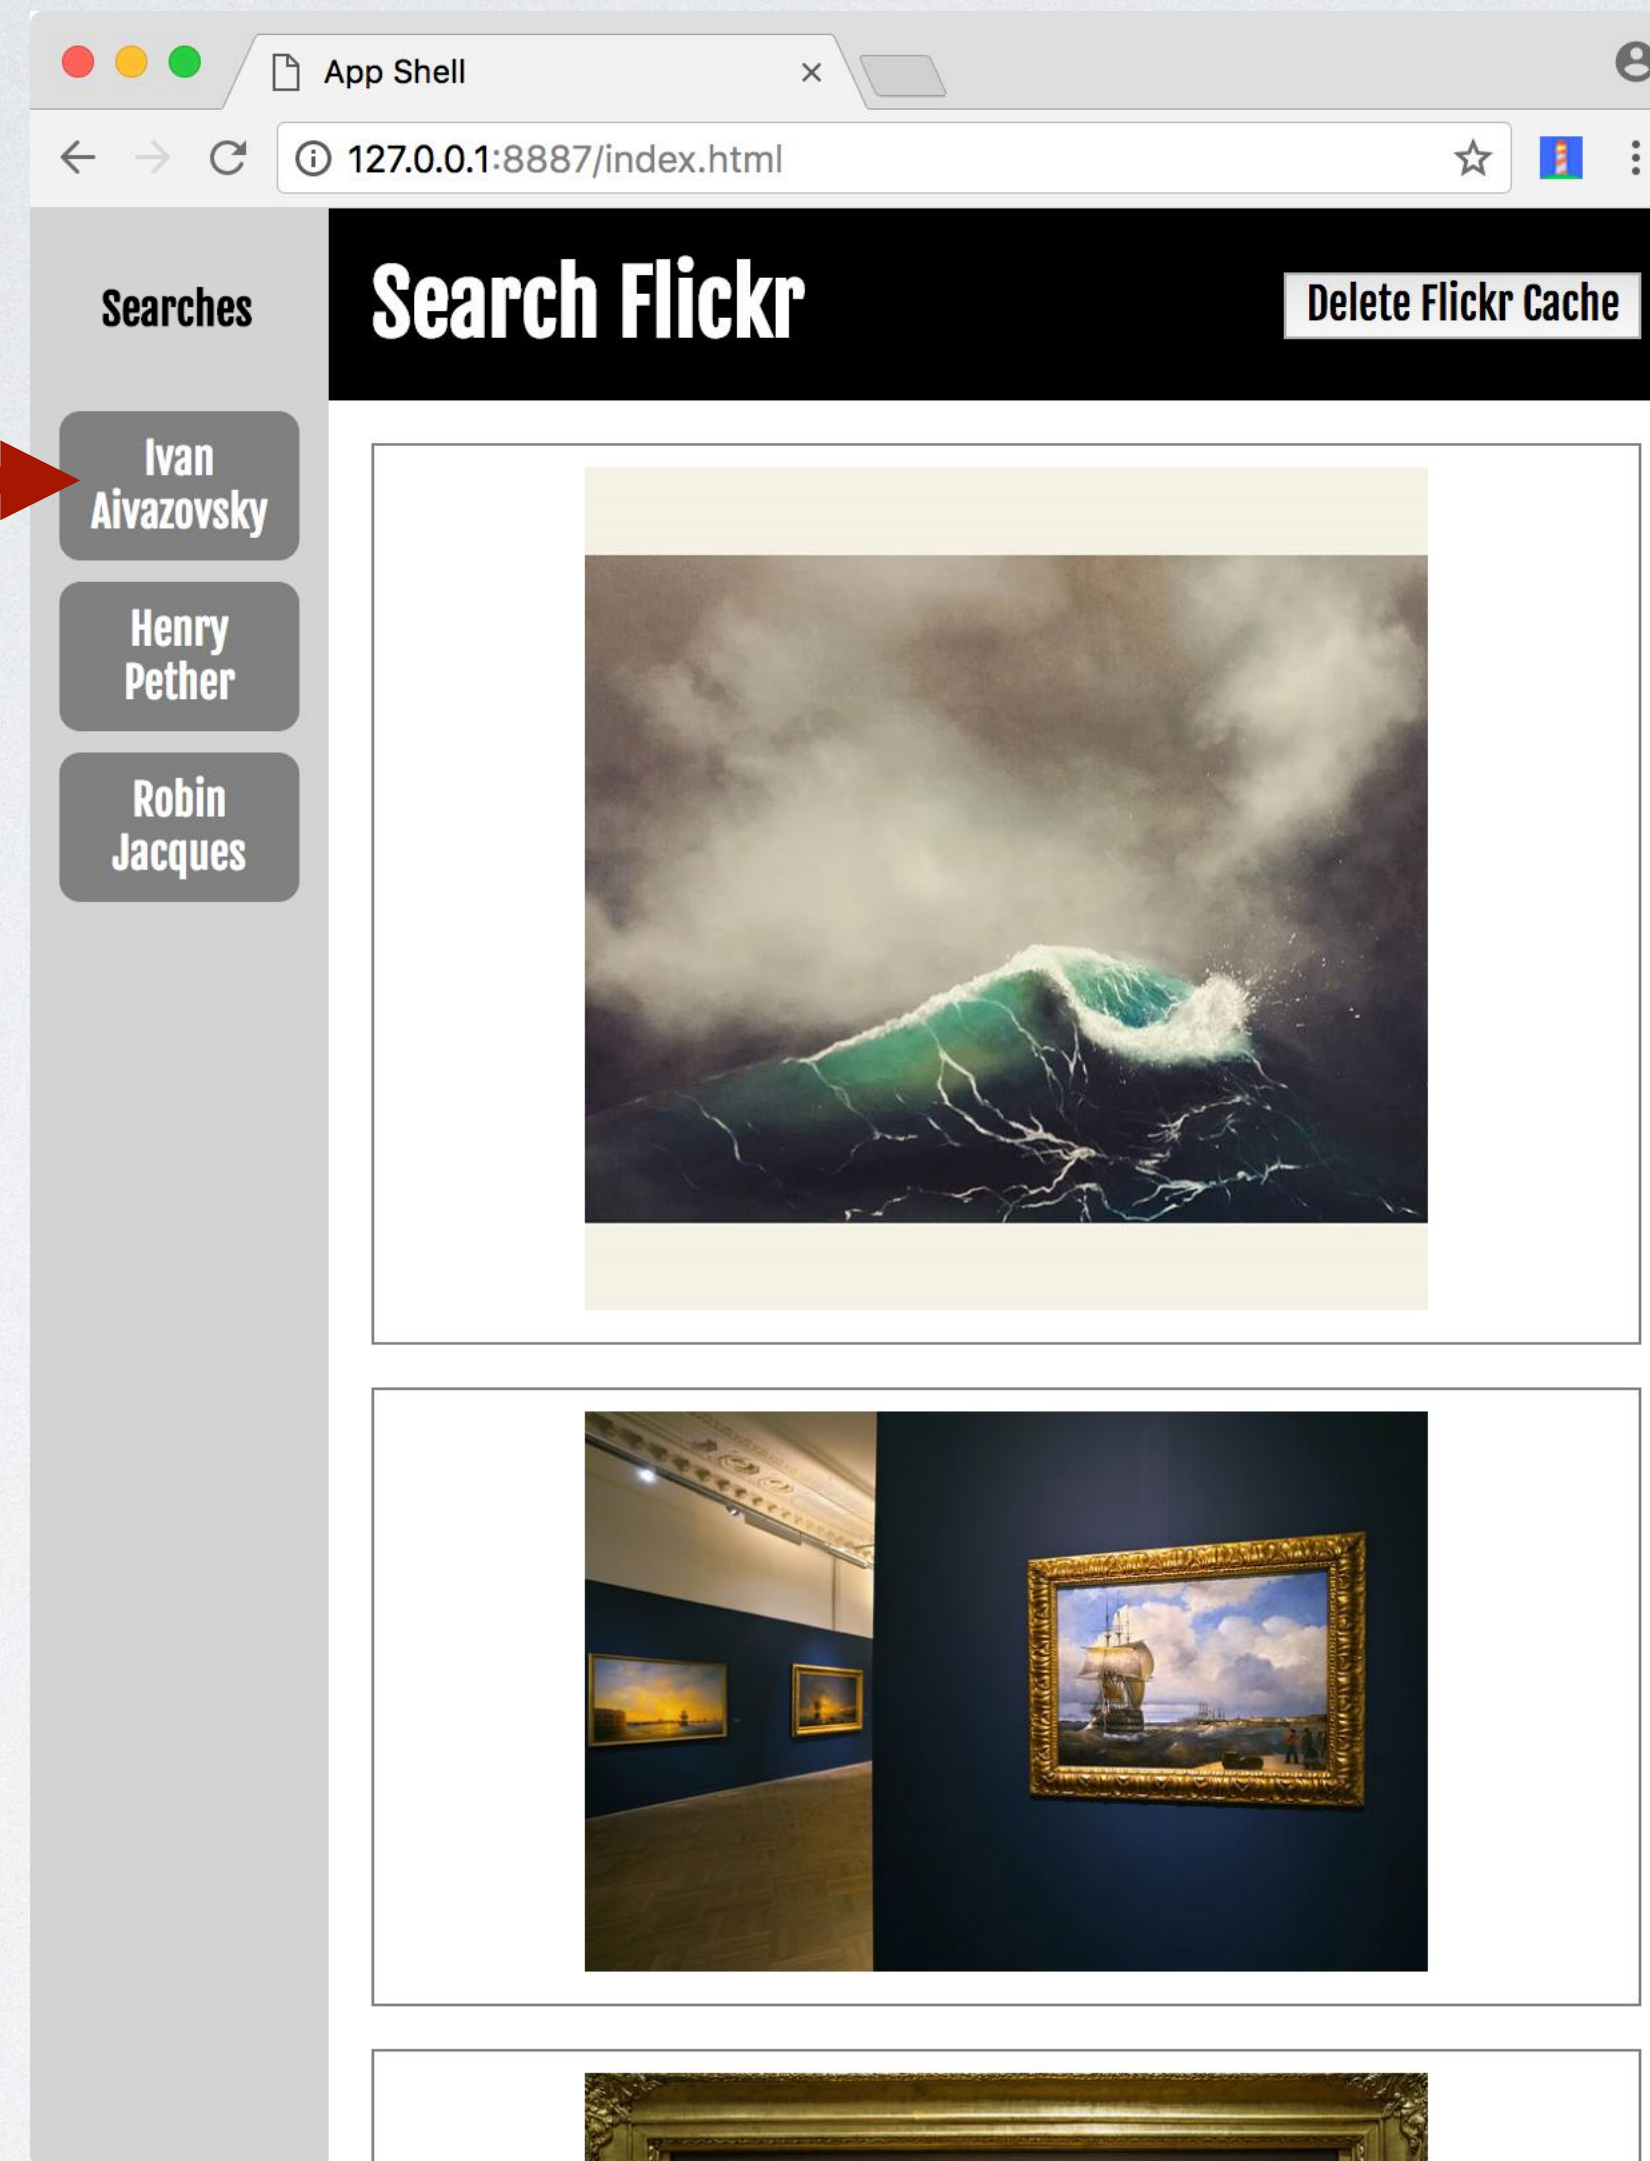 App Shell
127.0.0.1:8887/index.html
Searches
Search Flickr
Delete Flickr Cache
Ivan
Aivazovsky
Henry
Pether
Robin
Jacques